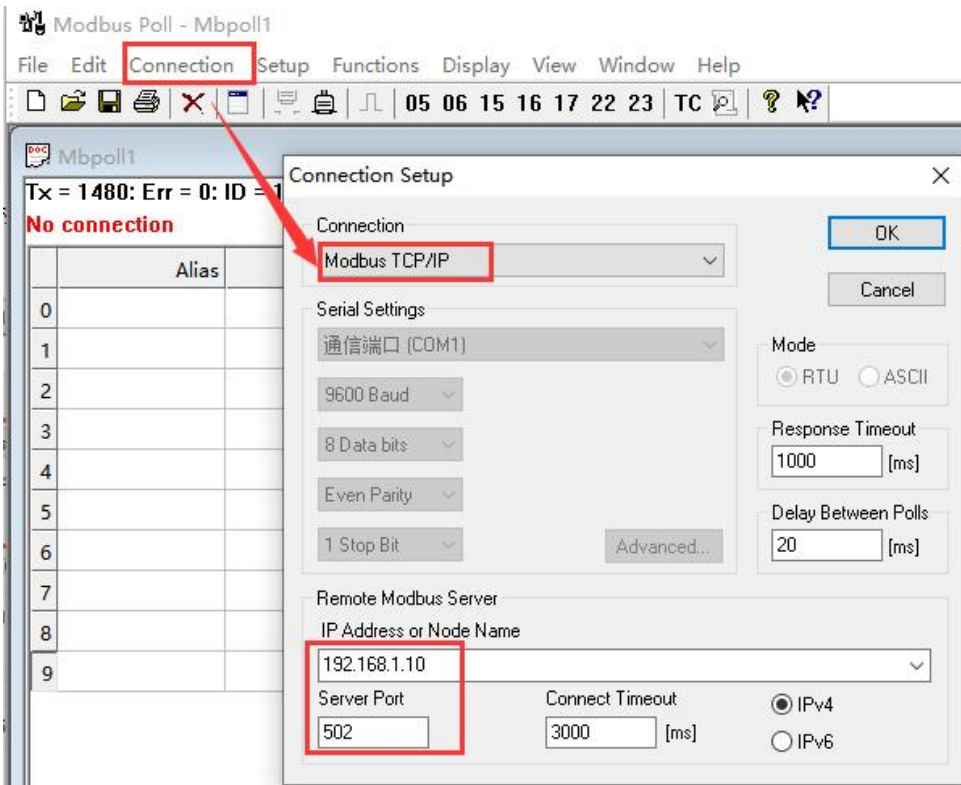 Modbus Poll - Mbpoll1
File Edit Connection Setup Functions Display View Window Help
05 06 15 16 17 22 23 TC
Mbpoll1
Tx = 1480: Err = 0: ID = 1
No connection
Alias
0
1
2
3
4
5
6
7
8
9
Connection Setup
Connection
Modbus TCP/IP
OK
Cancel
Serial Settings
通信端口 (COM1)
Mode
RTU ASCII
9600 Baud
8 Data bits
Response Timeout
1000 [ms]
Even Parity
Delay Between Polls
1 Stop Bit Advanced... 20 [ms]
Remote Modbus Server
IP Address or Node Name
192.168.1.10
Server Port Connect Timeout IPv4
502 3000 [ms] IPv6